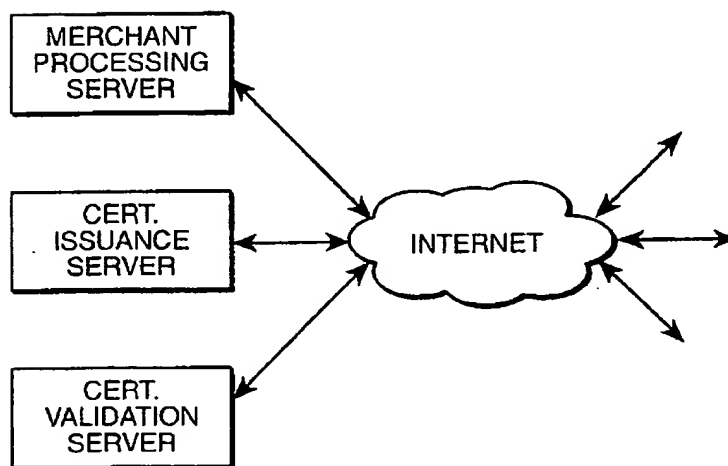 MERCHANT
PROCESSING
SERVER
CERT.
ISSUANCE
SERVER
INTERNET
CERT.
VALIDATION
SERVER